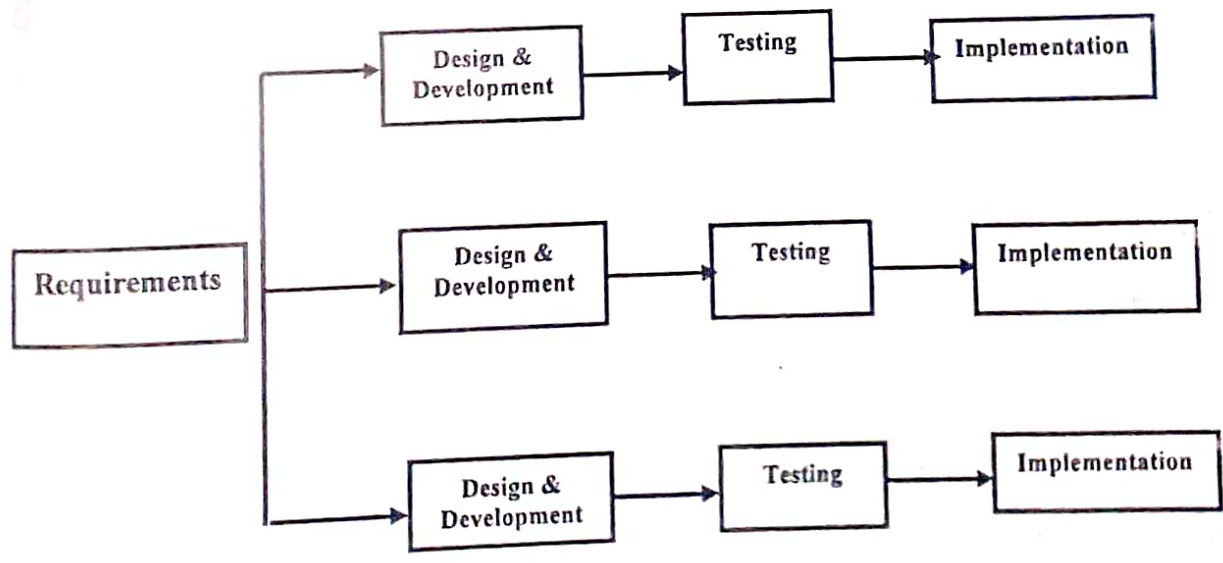 Design &
Development
Testing
Implementation
Requirements
Design &
Development
Testing
Implementation
Design &
Development
Testing
Implementation